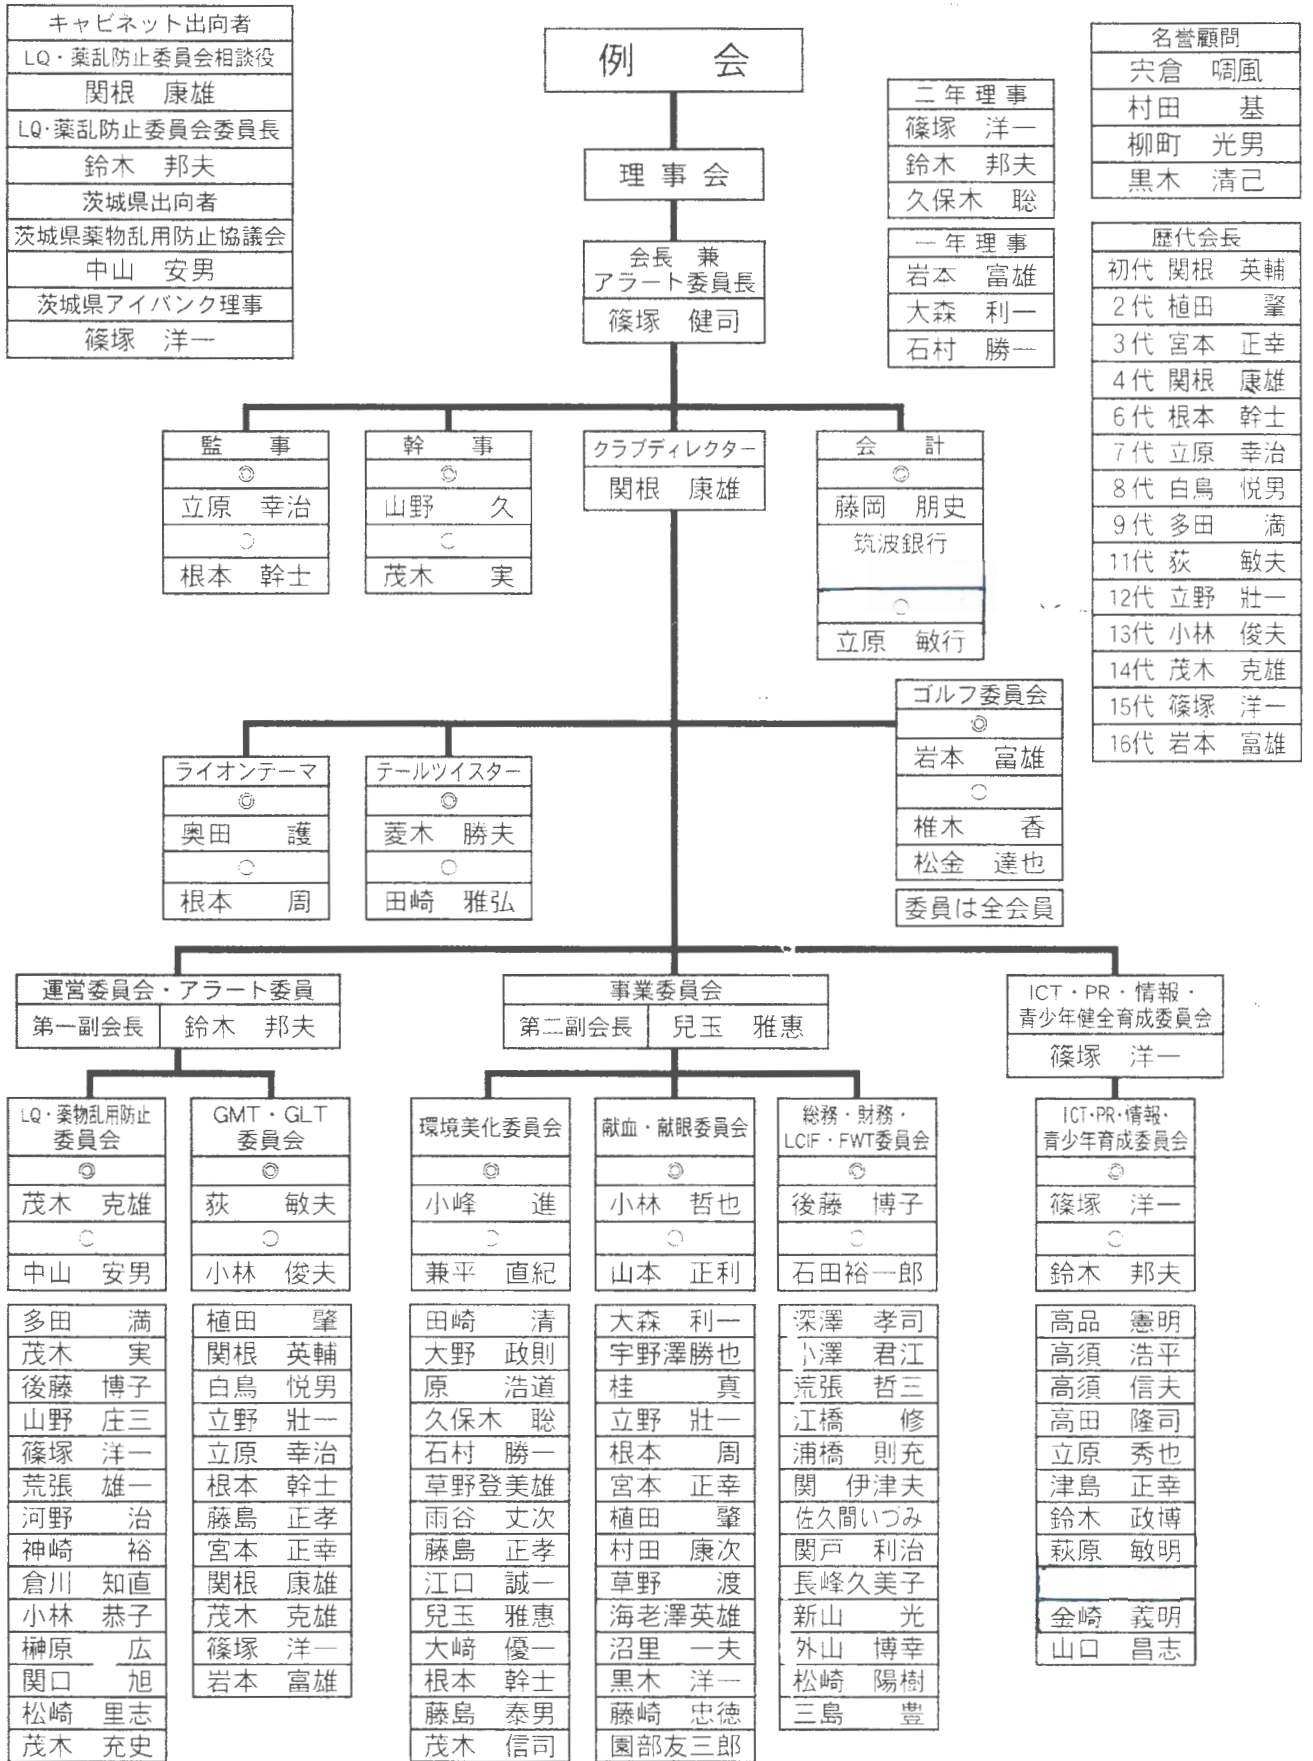 キャビネット出向者
LQ・薬乱防止委員会相談役
関根 康雄
LQ・薬乱防止委員会委員長
鈴木 邦夫
茨城県出向者
茨城県薬物乱用防止協議会
中山 安男
茨城県アイバンク理事
篠塚 洋一
例 会
理事会
会長 兼
アラート委員長
篠塚 健司
二年理事
篠塚 洋一
鈴木 邦夫
久保木 聡
一年理事
岩本 富雄
大森 利一
石村 勝一
名誉顧問
宍倉 啁風
村田 基
柳町 光男
黒木 清己
歴代会長
初代 関根 英輔
2代 植田 肇
3代 宮本 正幸
4代 関根 康雄
6代 根本 幹士
7代 立原 幸治
8代 白鳥 悦男
9代 多田 満
11代 荻 敏夫
12代 立野 壯一
13代 小林 俊夫
14代 茂木 克雄
15代 篠塚 洋一
16代 岩本 富雄
監 事
◎
立原 幸治
○
根本 幹士
幹 事
◎
山野 久
○
茂木 実
クラブディレクター
関根 康雄
会 計
◎
藤岡 朋史
筑波銀行
○
立原 敏行
ライオンテーマ
◎
奥田 護
○
根本 周
テールツイスター
◎
菱木 勝夫
○
田崎 雅弘
ゴルフ委員会
◎
岩本 富雄
○
椎木 香
松金 達也
委員は全会員
運営委員会・アラート委員
第一副会長 鈴木 邦夫
事業委員会
第二副会長 兒玉 雅惠
ICT・PR・情報・
青少年健全育成委員会
篠塚 洋一
LQ・薬物乱用防止
委員会
◎
茂木 克雄
○
中山 安男
多田 満
茂木 実
後藤 博子
山野 庄三
篠塚 洋一
荒張 雄一
河野 治
神崎 裕
倉川 知直
小林 恭子
榊原 広
関口 旭
松崎 里志
茂木 充史
GMT・GLT
委員会
◎
荻 敏夫
○
小林 俊夫
植田 肇
関根 英輔
白鳥 悦男
立野 壯一
立原 幸治
根本 幹士
藤島 正孝
宮本 正幸
関根 康雄
茂木 克雄
篠塚 洋一
岩本 富雄
環境美化委員会
◎
小峰 進
○
兼平 直紀
田崎 清
大野 政則
原 浩道
久保木 聡
石村 勝一
草野登美雄
雨谷 丈次
藤島 正孝
江口 誠一
兒玉 雅惠
大﨑 優一
根本 幹士
藤島 泰男
茂木 信司
献血・献眼委員会
◎
小林 哲也
○
山本 正利
大森 利一
宇野澤勝也
桂 真
立野 壯一
根本 周
宮本 正幸
植田 肇
村田 康次
草野 渡
海老澤英雄
沼里 一夫
黒木 洋一
藤崎 忠徳
園部友三郎
総務・財務・
LCIF・FWT委員会
◎
後藤 博子
○
石田裕一郎
深澤 孝司
小澤 君江
荒張 哲三
江橋 修
浦橋 則充
関 伊津夫
佐久間いづみ
関戸 利治
長峰久美子
新山 光
外山 博幸
松崎 陽樹
三島 豊
ICT・PR・情報・
青少年育成委員会
◎
篠塚 洋一
○
鈴木 邦夫
高品 憲明
高須 浩平
高須 信夫
高田 隆司
立原 秀也
津島 正幸
鈴木 政博
萩原 敏明
金崎 義明
山口 昌志